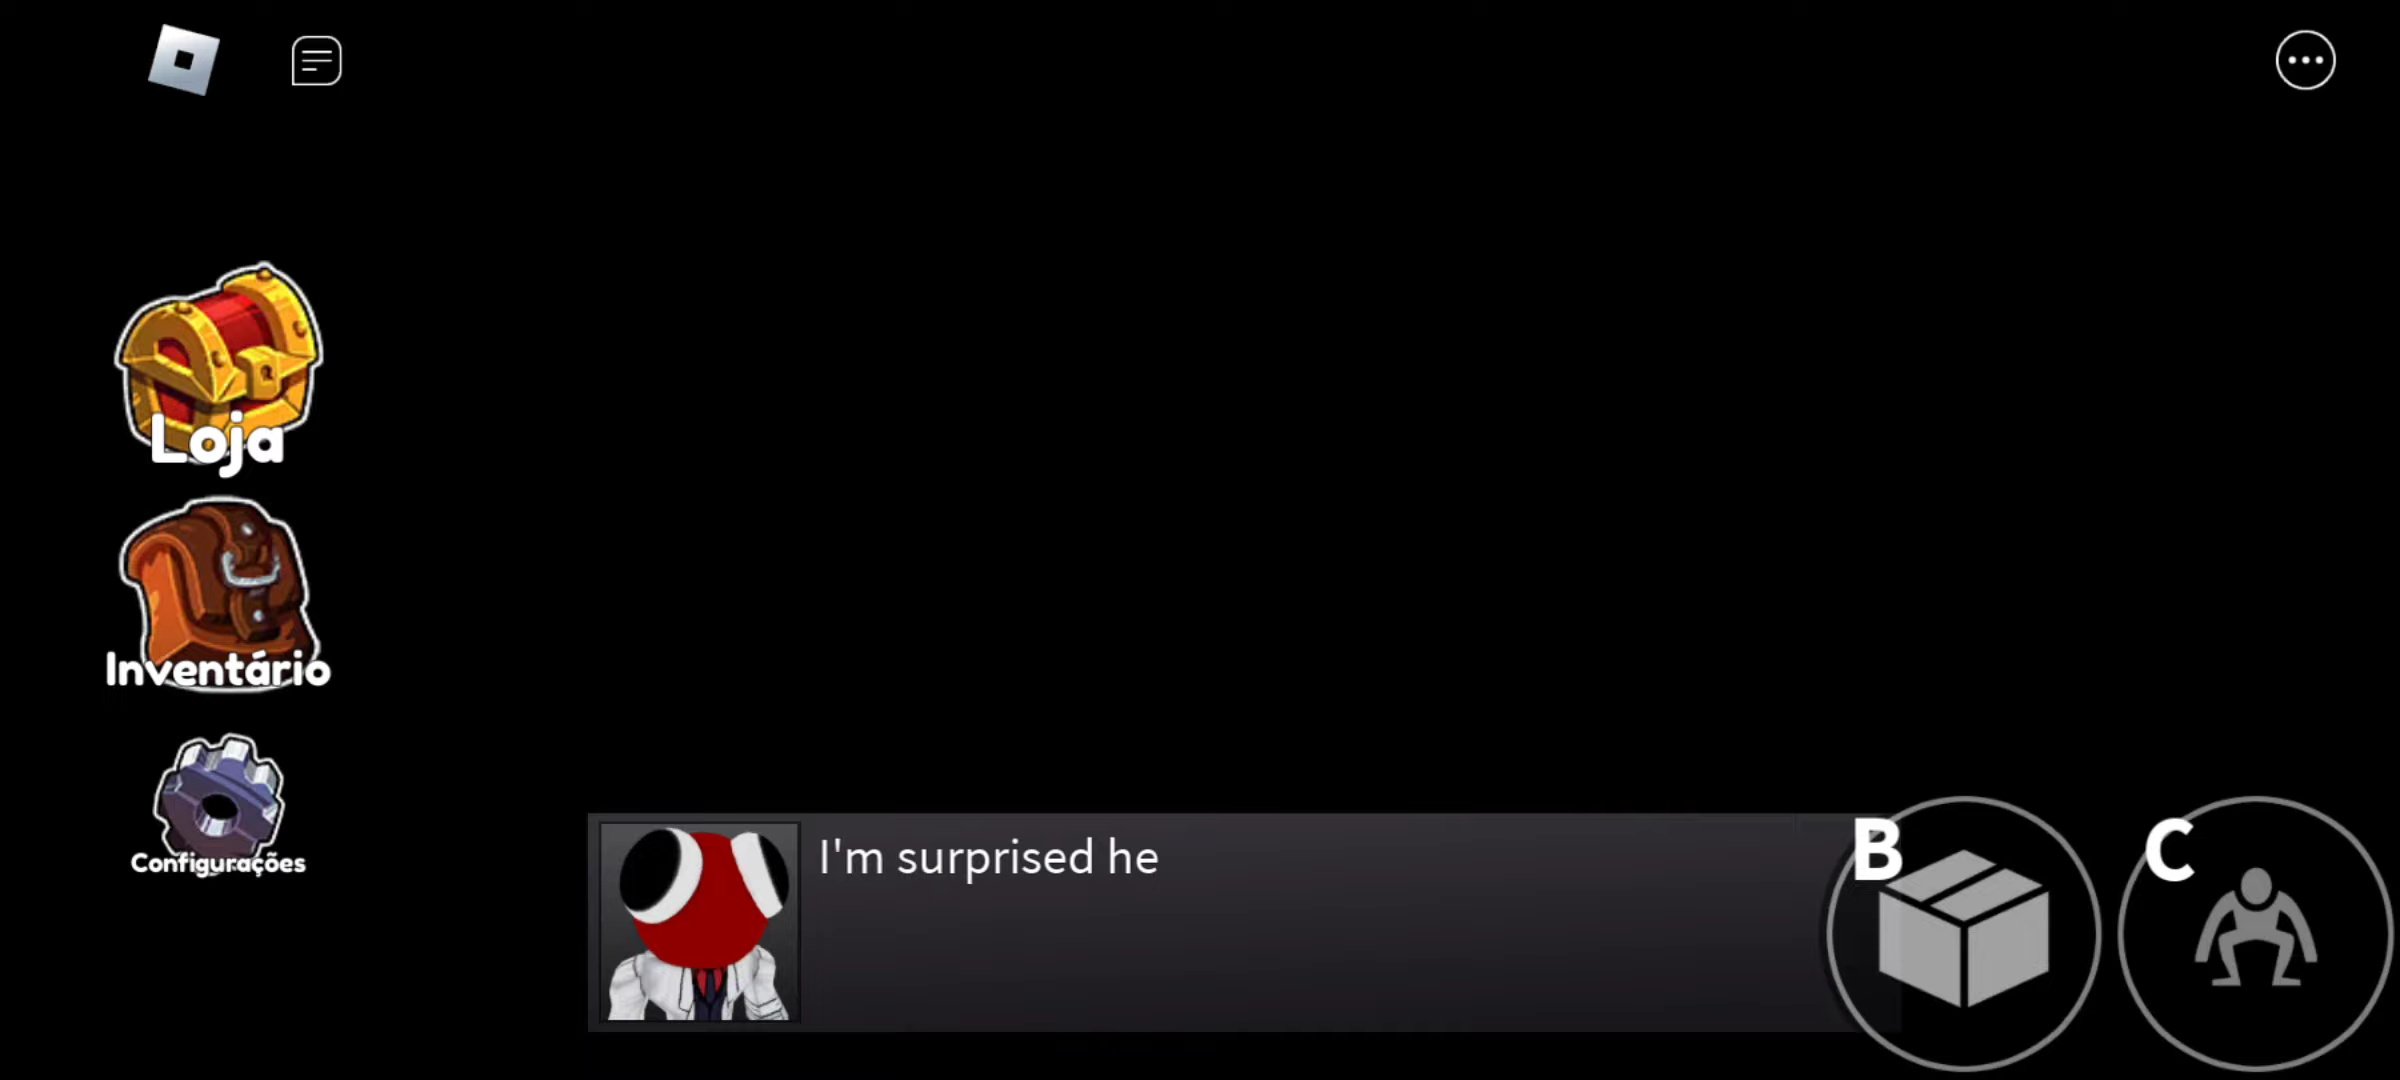 Loja
Inventário
Configurações
I'm surprised he
B
C